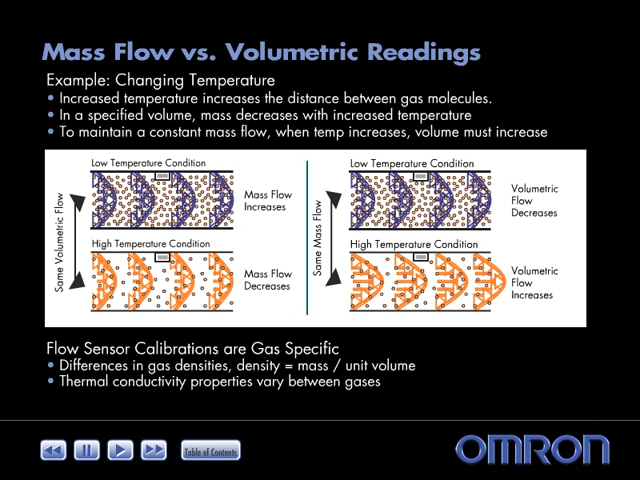 Mass Flow vs. Volumetric Readings
Example: Changing Temperature
• Increased temperature increases the distance between gas molecules.
• In a specified volume, mass decreases with increased temperature
• To maintain a constant mass flow, when temp increases, volume must increase
Same Volumetric Flow
Low Temperature Condition
Mass Flow
Increases
High Temperature Condition
Mass Flow
Decreases
Same Mass Flow
Low Temperature Condition
Volumetric
Flow
Decreases
High Temperature Condition
Volumetric
Flow
Increases
Flow Sensor Calibrations are Gas Specific
• Differences in gas densities, density = mass / unit volume
• Thermal conductivity properties vary between gases
Table of Contents
OMRON